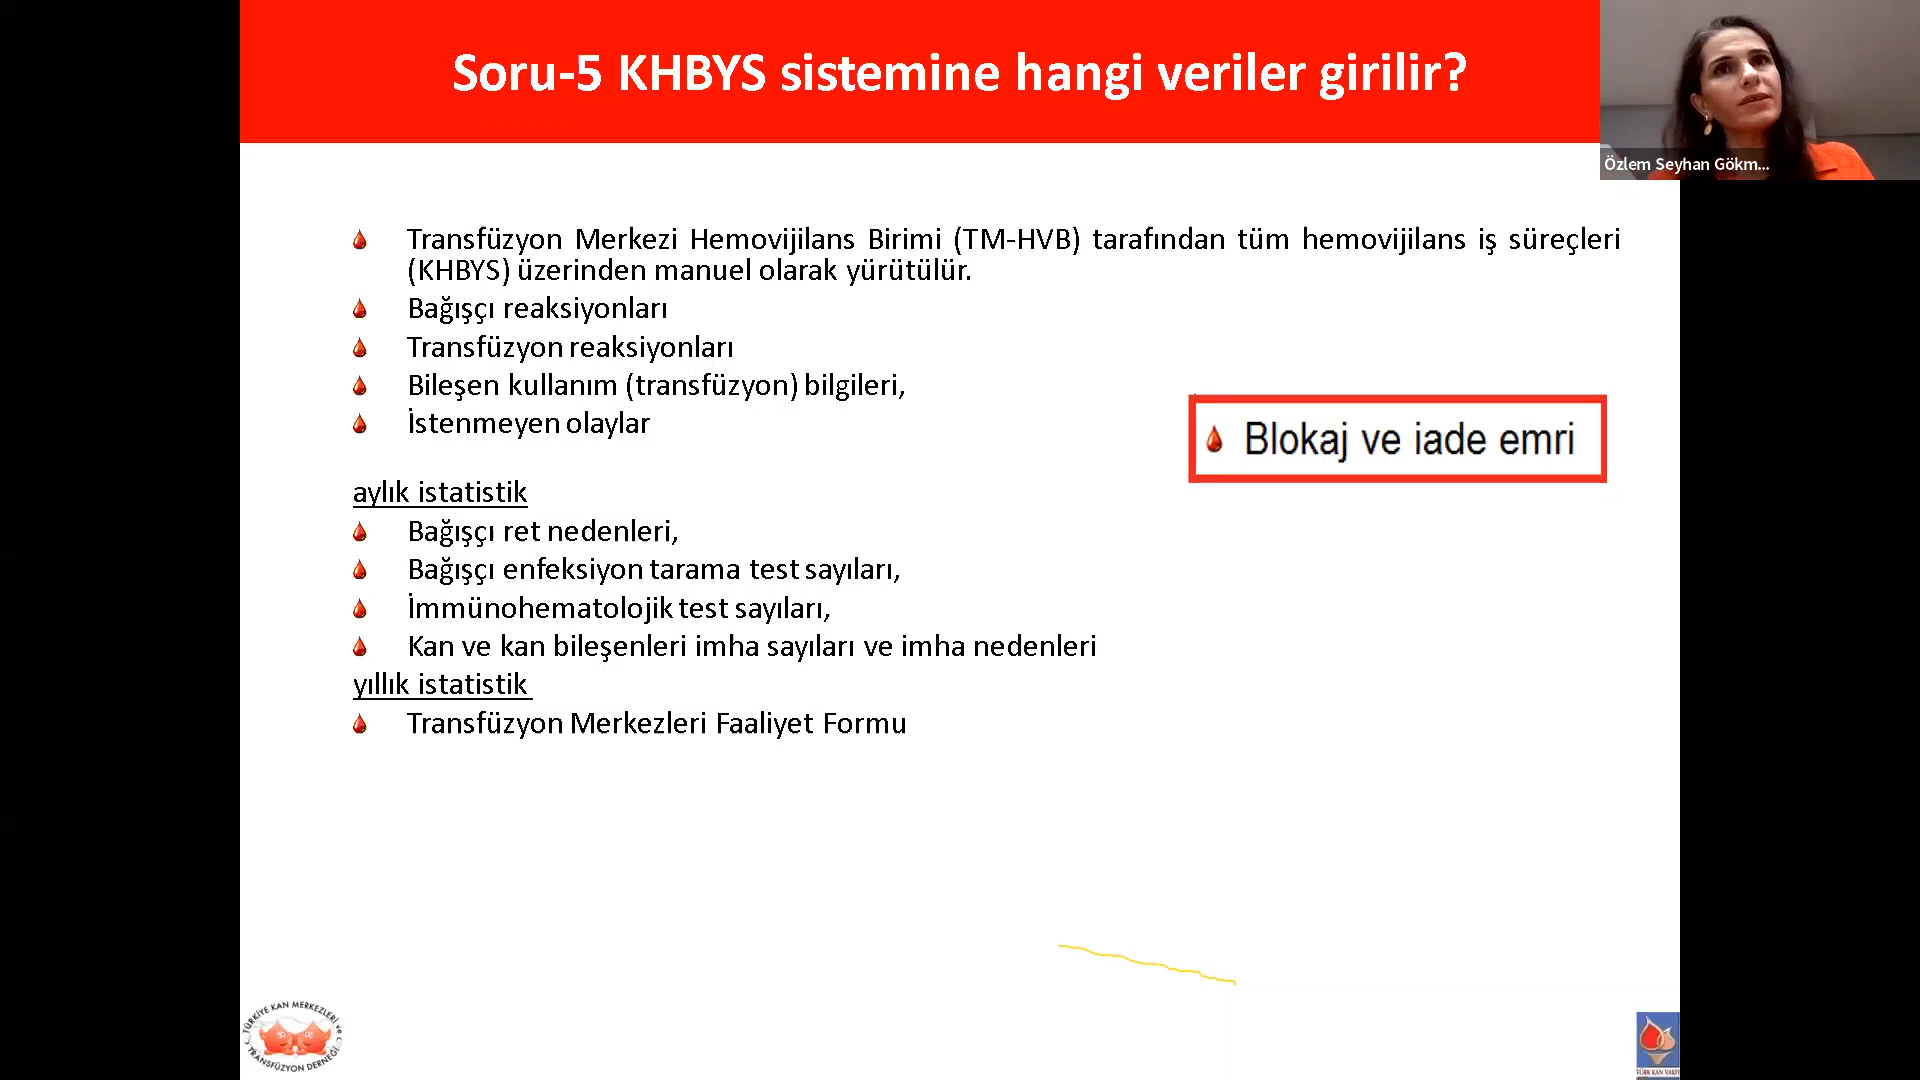 Soru-5 KHBYS sistemine hangi veriler girilir?
Özlem Seyhan Gökm...
Transfüzyon Merkezi Hemovijilans Birimi (TM-HVB) tarafından tüm hemovijilans iş süreçleri
(KHBYS) üzerinden manuel olarak yürütülür.
Bağışçı reaksiyonları
Transfüzyon reaksiyonları
Bileşen kullanım (transfüzyon) bilgileri,
İstenmeyen olaylar
Blokaj ve iade emri
aylık istatistik
Bağışçı ret nedenleri,
Bağışçı enfeksiyon tarama test sayıları,
İmmünohematolojik test sayıları,
Kan ve kan bileşenleri imha sayıları ve imha nedenleri
yıllık istatistik
Transfüzyon Merkezleri Faaliyet Formu
TÜRKİYE KAN MERKEZLERİ ve
TRANSFÜZYON DERNEĞİ
TÜRK KAN VAKFI